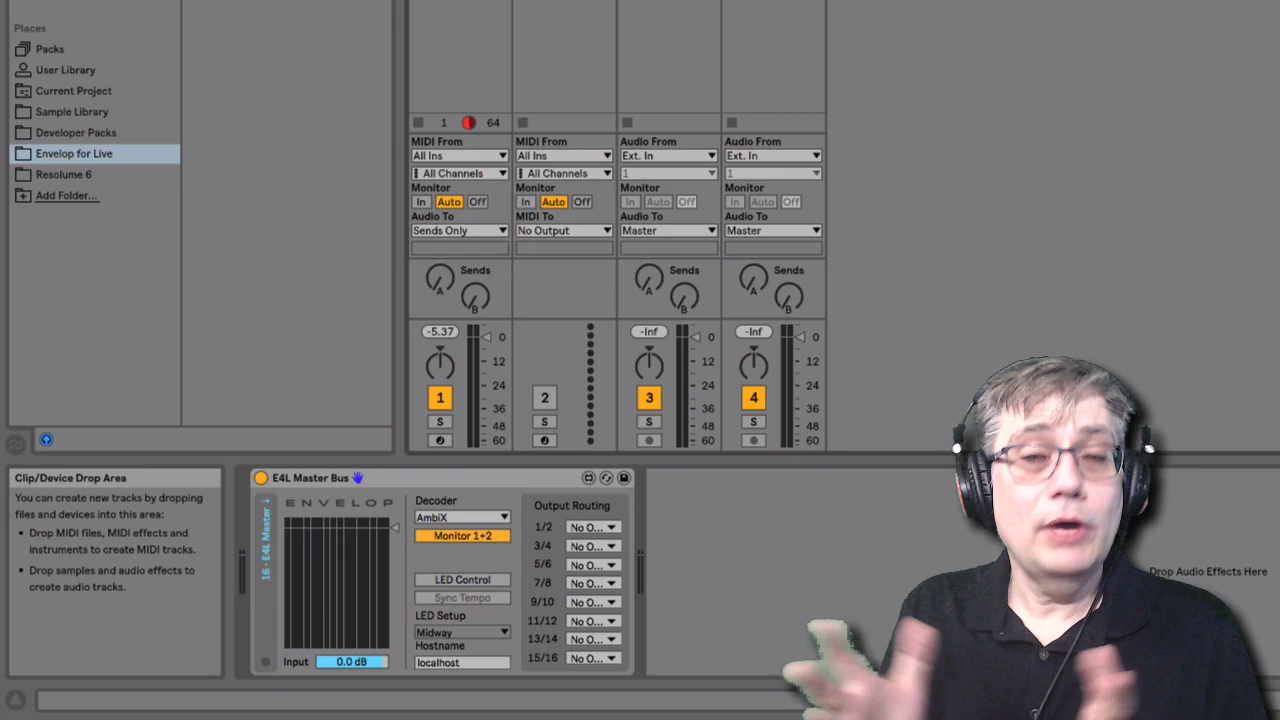 Places
Packs
User Library
Current Project
Sample Library
Developer Packs
Envelop for Live
Resolume 6
Add Folder...
1 64
MIDI From MIDI From Audio From Audio From
All Ins All Ins Ext. In Ext. In
All Channels All Channels 1 1
Monitor Monitor Monitor Monitor
In Auto Off In Auto Off In Auto Off In Auto Off
Audio To MIDI To Audio To Audio To
Sends Only No Output Master Master
Sends Sends Sends
A A A
B B B
-5.37 0 -Inf 0 -Inf 0
12 12 12
24 24 24
1 2 3 4
36 36 36
S S S S
48 48 48
60 60 60
Clip/Device Drop Area
You can create new tracks by dropping
files and devices into this area:
Drop MIDI files, MIDI effects and
instruments to create MIDI tracks.
Drop samples and audio effects to
create audio tracks.
E4L Master Bus
16 - E4L Master
ENVELOP
Input 0.0 dB
Decoder
AmbiX
Monitor 1+2
LED Control
Sync Tempo
LED Setup
Midway
Hostname
localhost
Output Routing
1/2 No O...
3/4 No O...
5/6 No O...
7/8 No O...
9/10 No O...
11/12 No O...
13/14 No O...
15/16 No O...
Drop Audio Effects Here